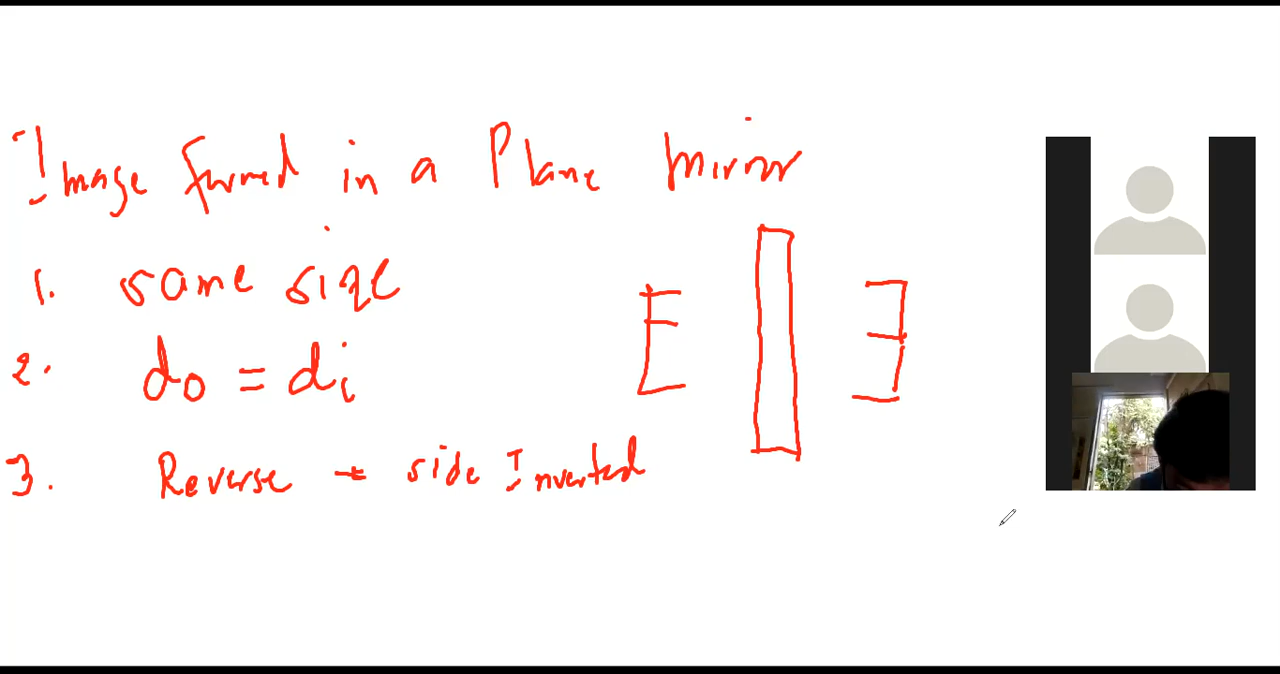 Image formed in a Plane mirror
1. same size
2. do = di
3. Reverse → side Inverted
E Ǝ